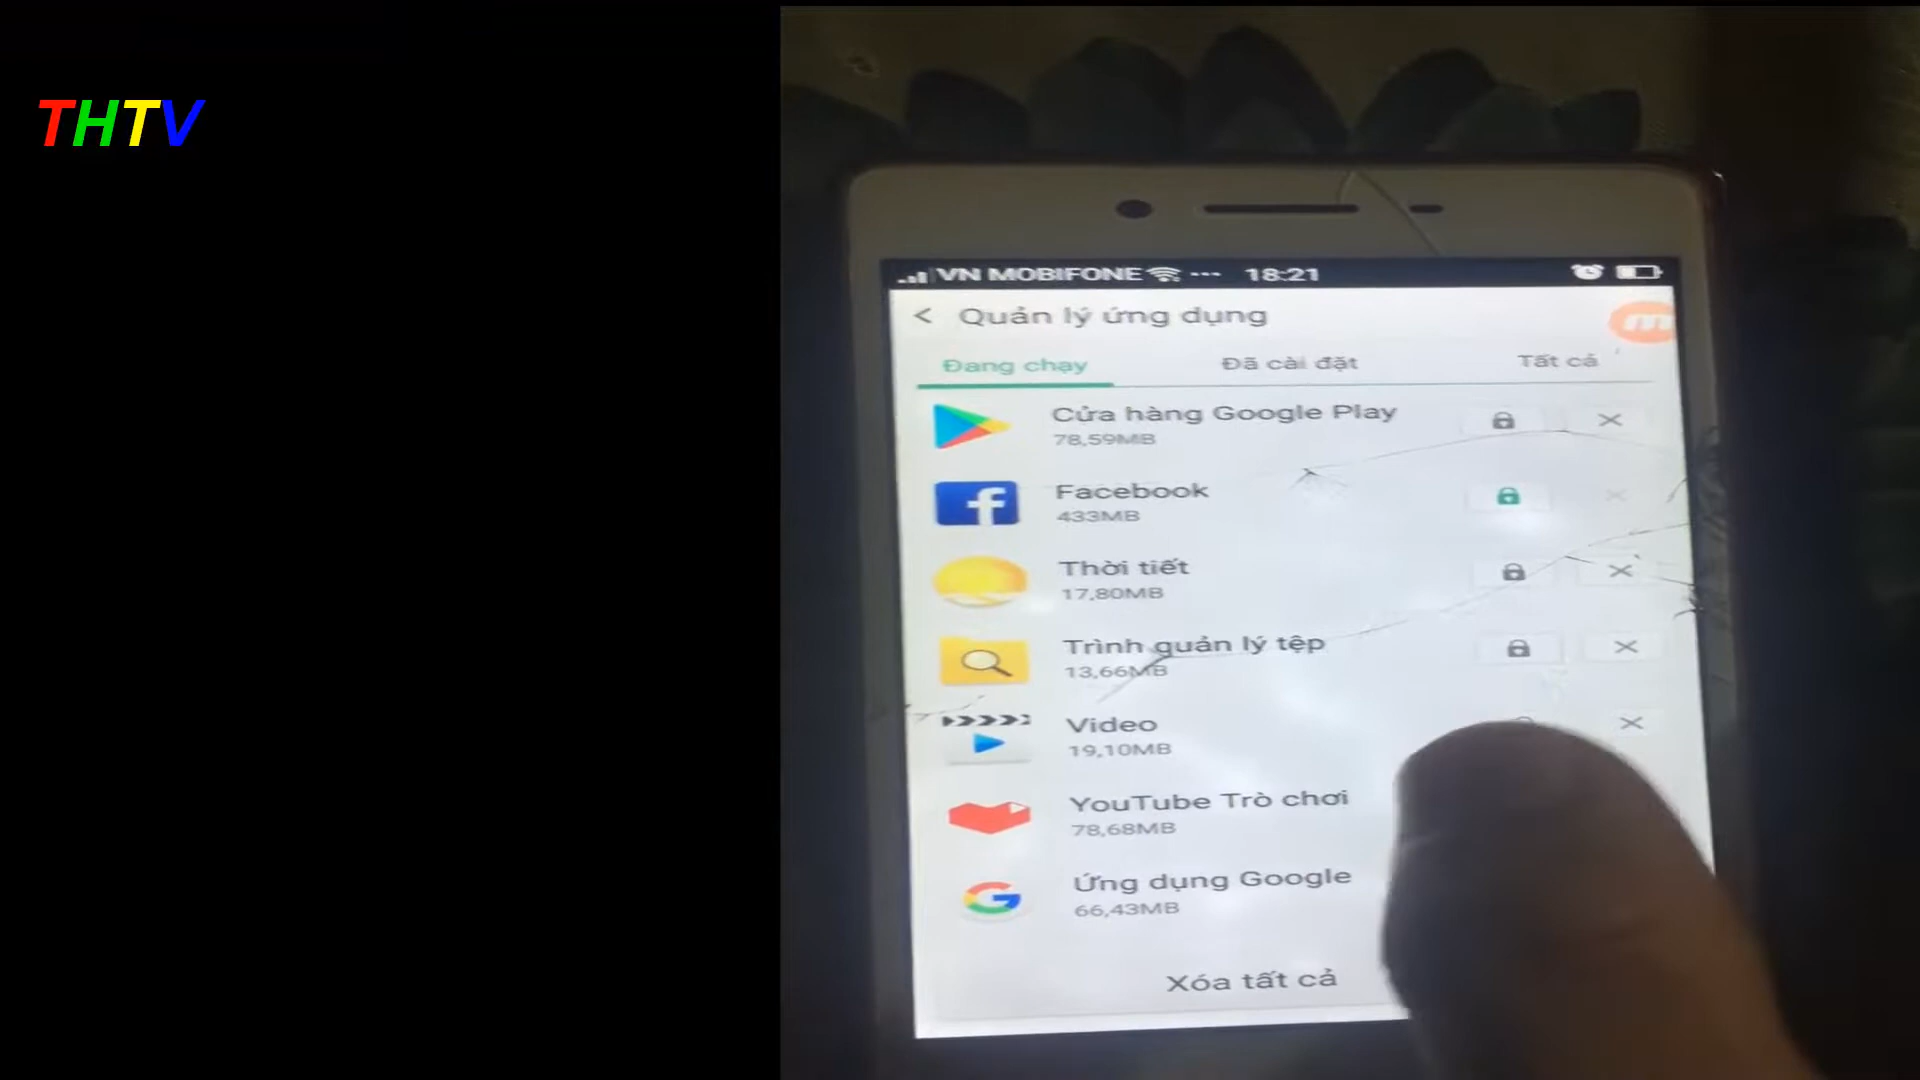 THTV
VN MOBIFONE ... 18:21
< Quản lý ứng dụng
Đang chạy Đã cài đặt Tất cả
Cửa hàng Google Play
78,59MB
Facebook
433MB
Thời tiết
17,80MB
Trình quản lý tệp
13,66MB
Video
19,10MB
YouTube Trò chơi
78,68MB
Ứng dụng Google
66,43MB
Xóa tất cả